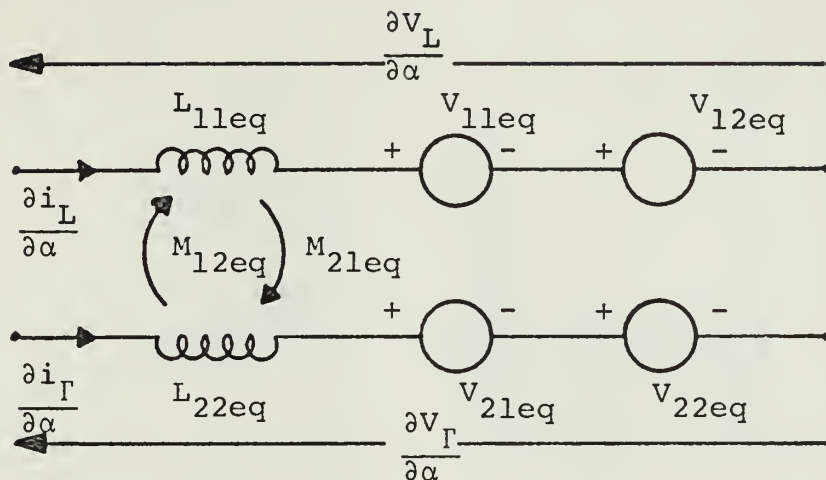 ∂V_L
∂α
L_11eq
V_11eq
V_12eq
+ - + -
∂i_L
∂α
M_12eq
M_21eq
+ - + -
∂i_Γ
∂α
L_22eq
V_21eq
V_22eq
∂V_Γ
∂α